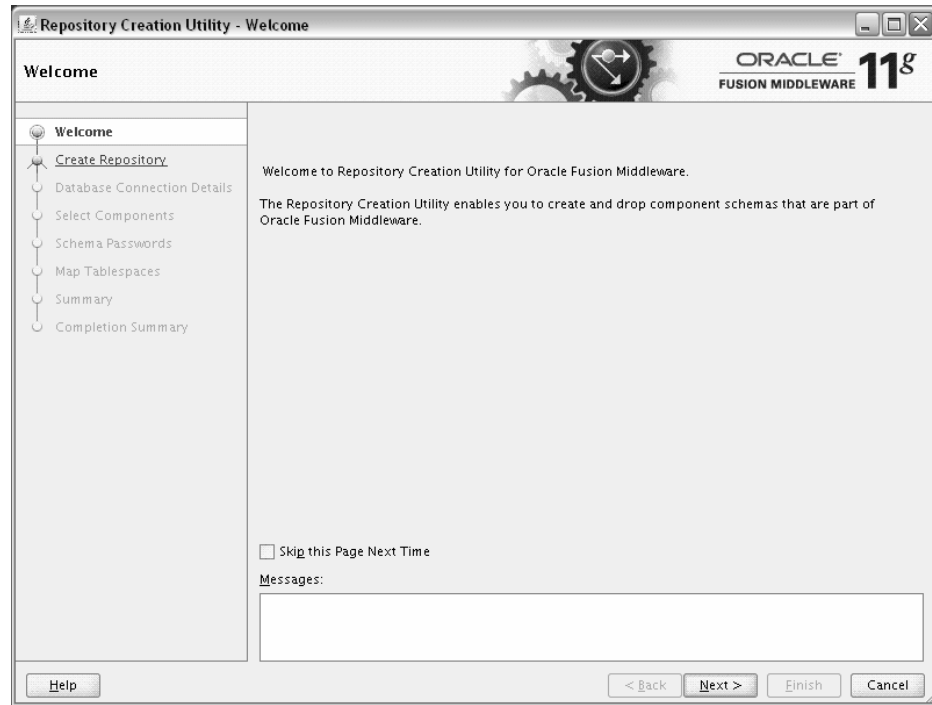 Repository Creation Utility - Welcome
Welcome
ORACLE
FUSION MIDDLEWARE
11g
Welcome
Create Repository
Database Connection Details
Select Components
Schema Passwords
Map Tablespaces
Summary
Completion Summary
Welcome to Repository Creation Utility for Oracle Fusion Middleware.
The Repository Creation Utility enables you to create and drop component schemas that are part of
Oracle Fusion Middleware.
Skip this Page Next Time
Messages:
Help
< Back
Next >
Finish
Cancel